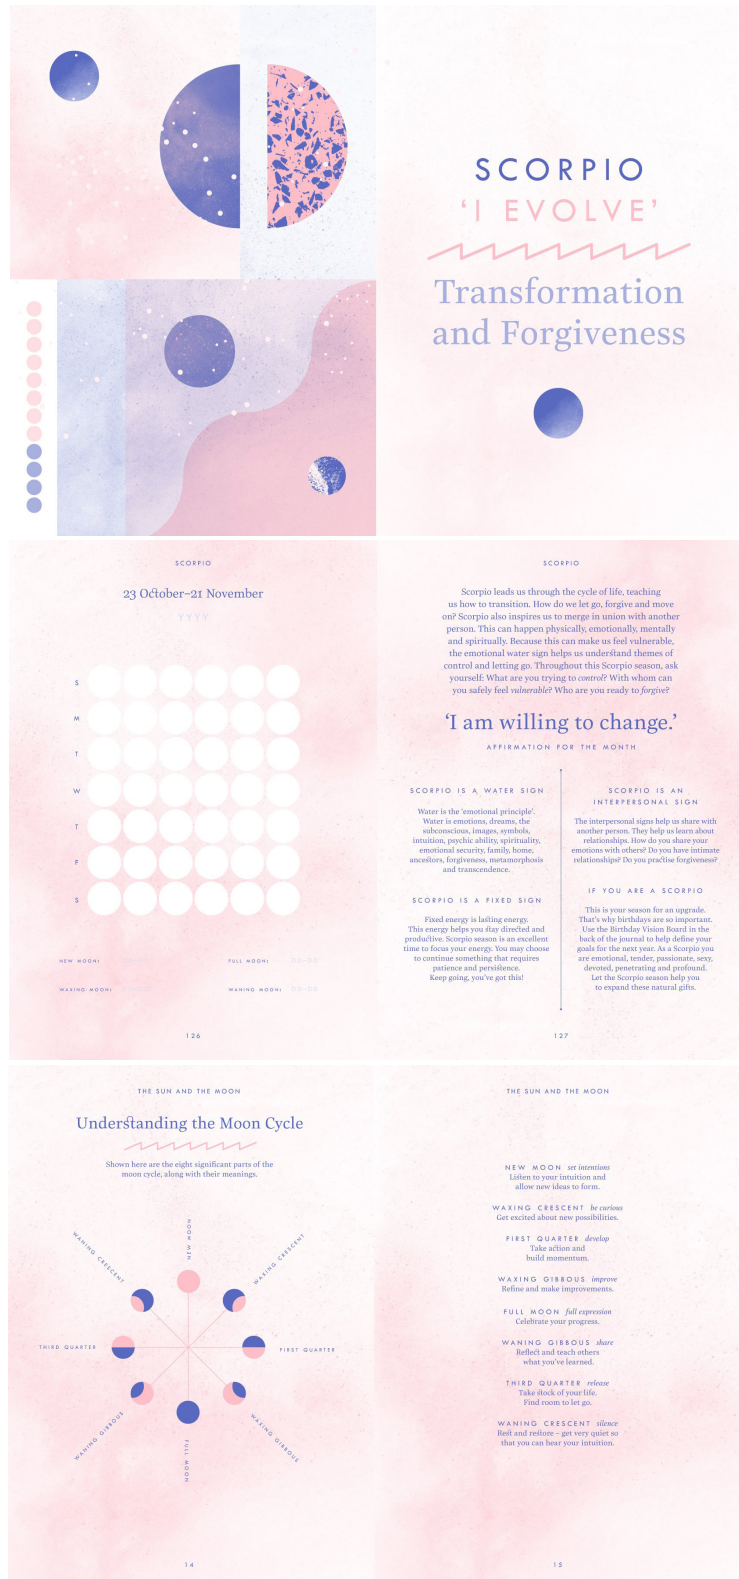 SCORPIO
‘I EVOLVE’
Transformation
and Forgiveness
SCORPIO
23 October–21 November
YYYY
S
M
T
W
T
F
S
NEW MOON:
FULL MOON:
WAXING MOON:
WANING MOON:
126
SCORPIO
Scorpio leads us through the cycle of life, teaching
us how to transition. How do we let go, forgive and move
on? Scorpio also inspires us to merge in union with another
person. This can happen physically, emotionally, mentally
and spiritually. Because this can make us feel vulnerable,
the emotional water sign helps us understand themes of
control and letting go. Throughout this Scorpio season, ask
yourself: What are you trying to control? With whom can
you safely feel vulnerable? Who are you ready to forgive?
‘I am willing to change.’
AFFIRMATION FOR THE MONTH
SCORPIO IS A WATER SIGN
Water is the ‘emotional principle’.
Water is emotions, dreams, the
subconscious, images, symbols,
intuition, psychic ability, spirituality,
emotional security, family, home,
ancestors, forgiveness, metamorphosis
and transcendence.
SCORPIO IS A FIXED SIGN
Fixed energy is lasting energy.
This energy helps you stay directed and
productive. Scorpio season is an excellent
time to focus your energy. You may choose
to continue something that requires
patience and persistence.
Keep going, you’ve got this!
SCORPIO IS AN
INTERPERSONAL SIGN
The interpersonal signs help us share with
another person. They help us learn about
relationships. How do you share your
emotions with others? Do you have intimate
relationships? Do you practise forgiveness?
IF YOU ARE A SCORPIO
This is your season for an upgrade.
That’s why birthdays are so important.
Use the Birthday Vision Board in the
back of the journal to help define your
goals for the next year. As a Scorpio you
are emotional, tender, passionate, sexy,
devoted, penetrating and profound.
Let the Scorpio season help you
to expand these natural gifts.
127
THE SUN AND THE MOON
Understanding the Moon Cycle
Shown here are the eight significant parts of the
moon cycle, along with their meanings.
NEW MOON
WAXING CRESCENT
FIRST QUARTER
WAXING GIBBOUS
FULL MOON
WANING GIBBOUS
THIRD QUARTER
WANING CRESCENT
14
THE SUN AND THE MOON
NEW MOON set intentions
Listen to your intuition and
allow new ideas to form.
WAXING CRESCENT be curious
Get excited about new possibilities.
FIRST QUARTER develop
Take action and
build momentum.
WAXING GIBBOUS improve
Refine and make improvements.
FULL MOON full expression
Celebrate your progress.
WANING GIBBOUS share
Reflect and teach others
what you’ve learned.
THIRD QUARTER release
Take stock of your life.
Find room to let go.
WANING CRESCENT silence
Rest and restore – get very quiet so
that you can hear your intuition.
15